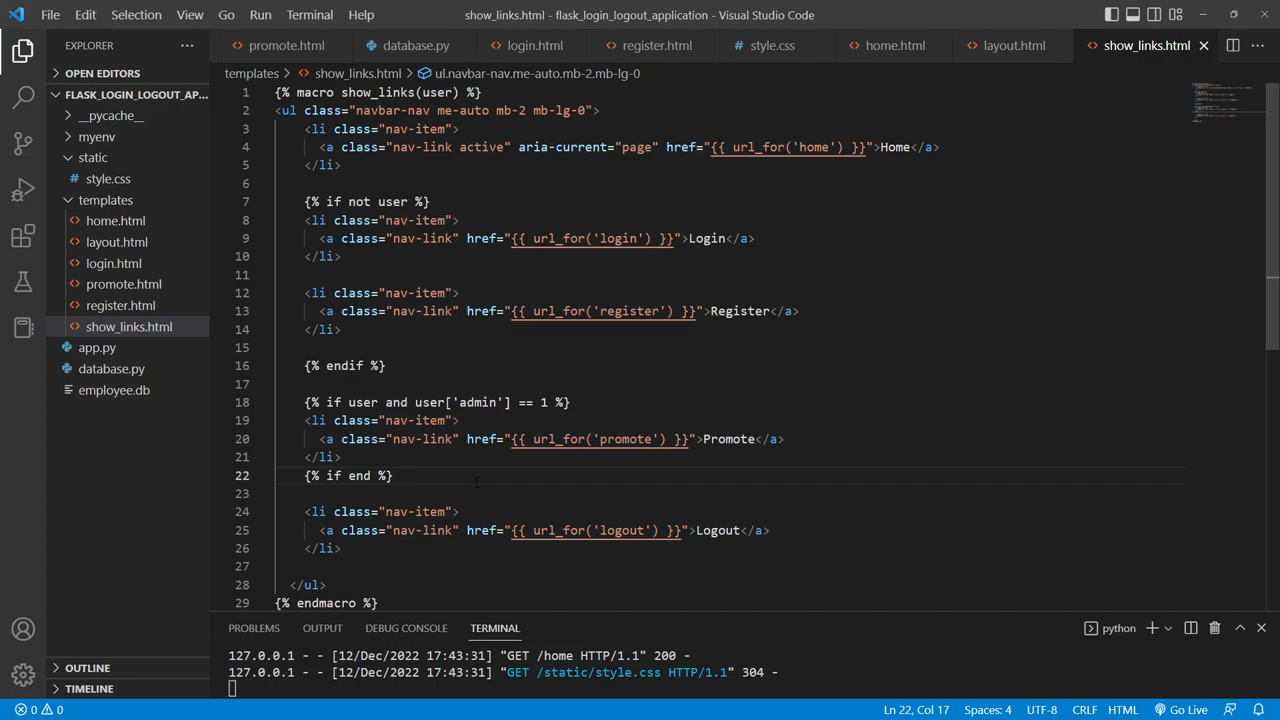 File Edit Selection View Go Run Terminal Help show_links.html - flask_login_logout_application - Visual Studio Code
EXPLORER
promote.html database.py login.html register.html style.css home.html layout.html show_links.html
OPEN EDITORS
FLASK_LOGIN_LOGOUT_AP...
__pycache__
myenv
static
style.css
templates
home.html
layout.html
login.html
promote.html
register.html
show_links.html
app.py
database.py
employee.db
OUTLINE
TIMELINE
templates > show_links.html > ul.navbar-nav.me-auto.mb-2.mb-lg-0
1 {% macro show_links(user) %}
2 <ul class="navbar-nav me-auto mb-2 mb-lg-0">
3 <li class="nav-item">
4 <a class="nav-link active" aria-current="page" href="{{ url_for('home') }}">Home</a>
5 </li>
6
7 {% if not user %}
8 <li class="nav-item">
9 <a class="nav-link" href="{{ url_for('login') }}">Login</a>
10 </li>
11
12 <li class="nav-item">
13 <a class="nav-link" href="{{ url_for('register') }}">Register</a>
14 </li>
15
16 {% endif %}
17
18 {% if user and user['admin'] == 1 %}
19 <li class="nav-item">
20 <a class="nav-link" href="{{ url_for('promote') }}">Promote</a>
21 </li>
22 {% if end %}
23
24 <li class="nav-item">
25 <a class="nav-link" href="{{ url_for('logout') }}">Logout</a>
26 </li>
27
28 </ul>
29 {% endmacro %}
PROBLEMS OUTPUT DEBUG CONSOLE TERMINAL python
127.0.0.1 - - [12/Dec/2022 17:43:31] "GET /home HTTP/1.1" 200 -
127.0.0.1 - - [12/Dec/2022 17:43:31] "GET /static/style.css HTTP/1.1" 304 -
0 0 Ln 22, Col 17 Spaces: 4 UTF-8 CRLF HTML Go Live